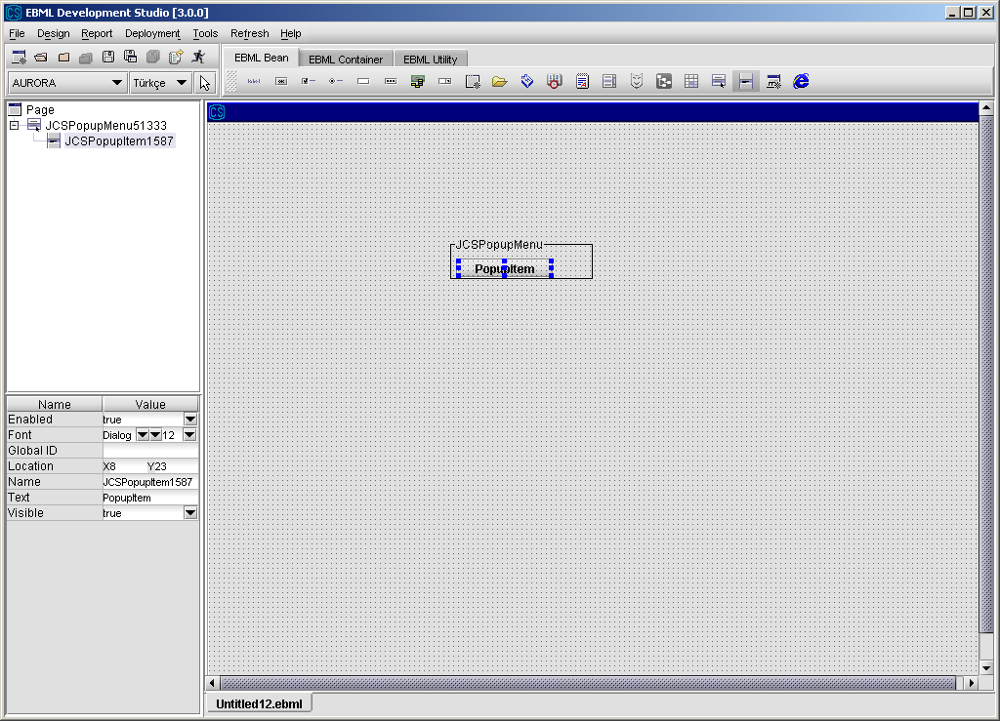 EBML Development Studio [3.0.0]
File Design Report Deployment Tools Refresh Help
EBML Bean EBML Container EBML Utility
AURORA Türkçe
Page
JCSPopupMenu51333
JCSPopupItem1587
JCSPopupMenu
PopupItem
Name Value
Enabled true
Font Dialog 12
Global ID
Location X8 Y23
Name JCSPopupItem1587
Text PopupItem
Visible true
Untitled12.ebml